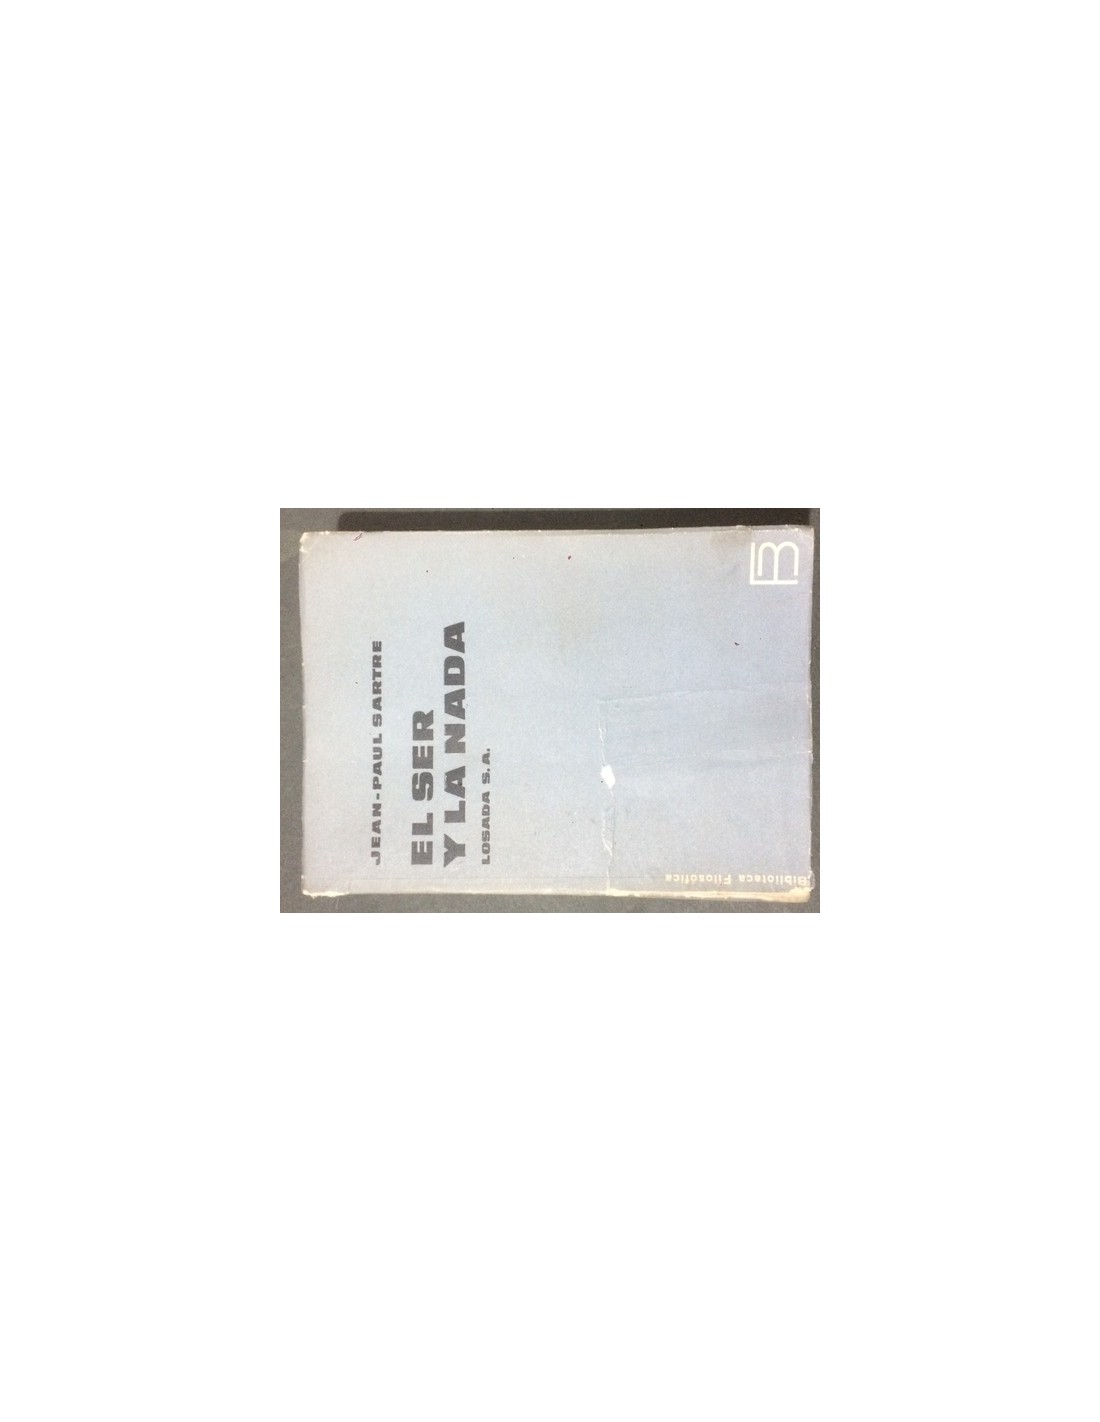 JEAN-PAUL SARTRE
EL SER
Y LA NADA
LOSADA S.A.
Biblioteca Filosófica